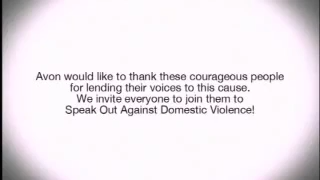 Avon would like to thank these courageous people
for lending their voices to this cause.
We invite everyone to join them to
Speak Out Against Domestic Violence!